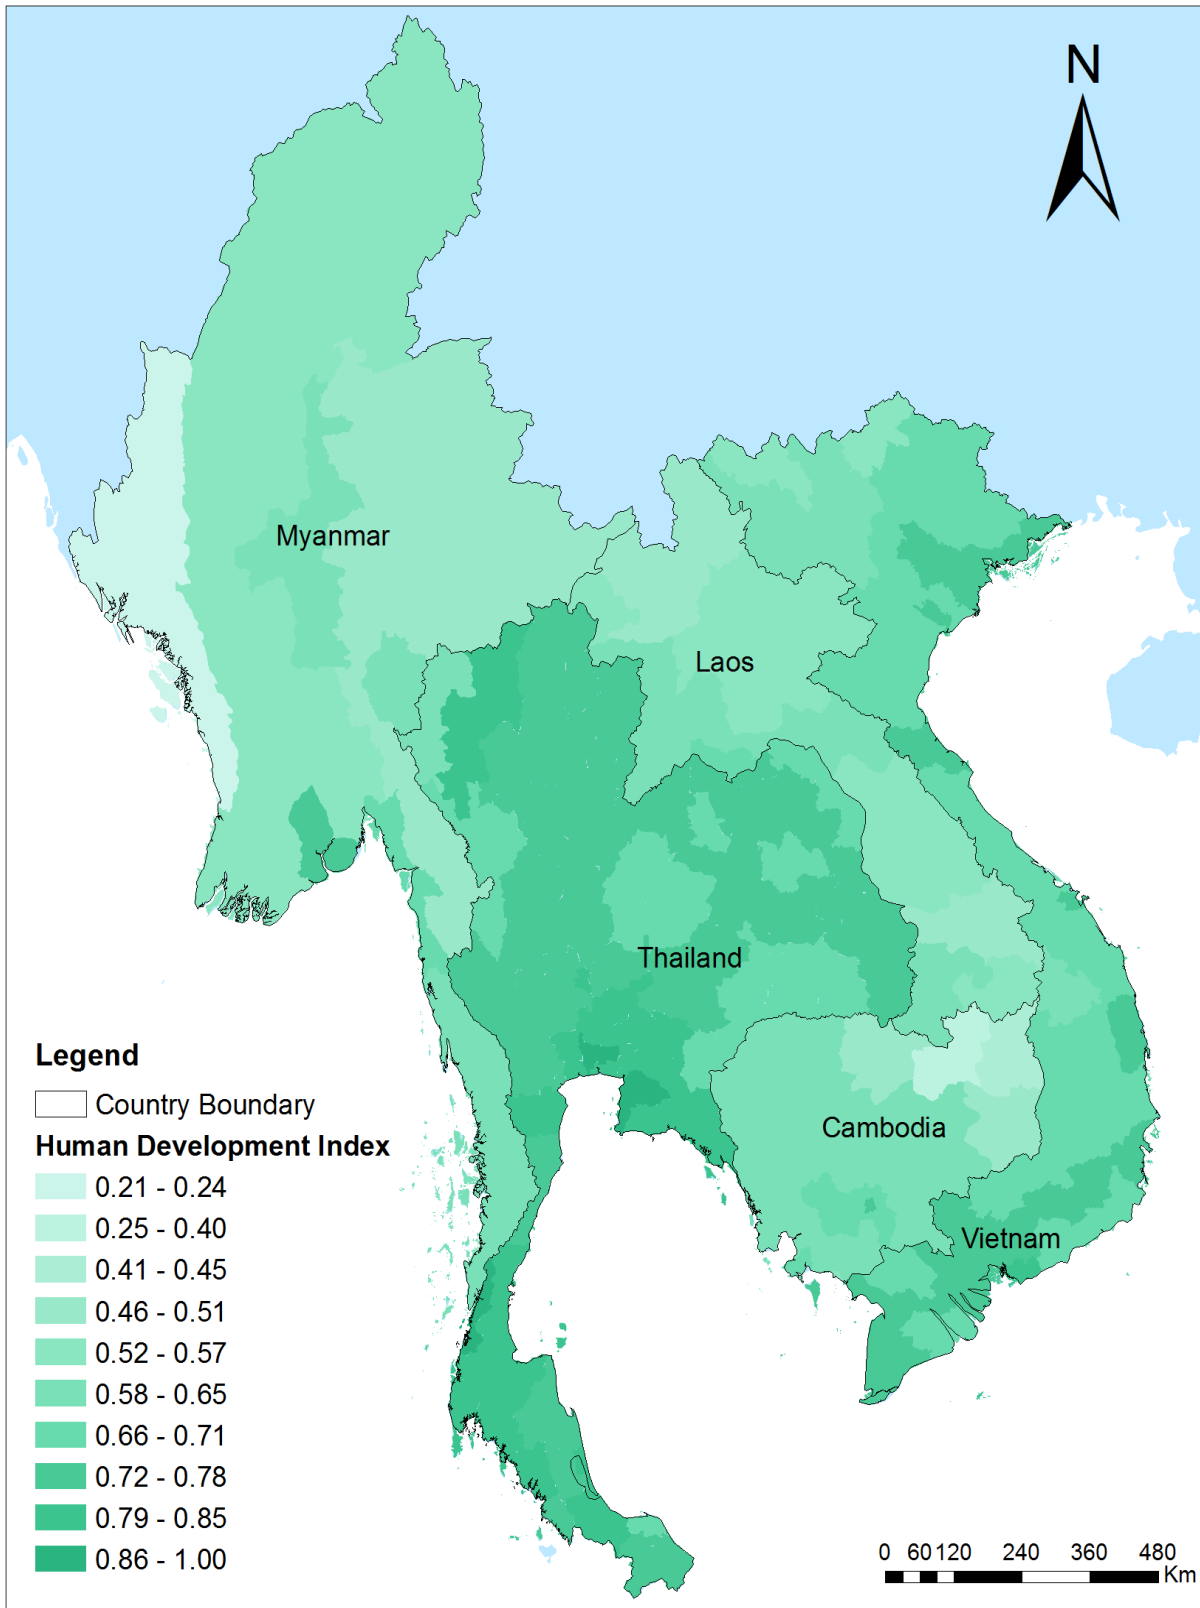 N
Myanmar
Laos
Thailand
Cambodia
Vietnam
Legend
Country Boundary
Human Development Index
0.21 - 0.24
0.25 - 0.40
0.41 - 0.45
0.46 - 0.51
0.52 - 0.57
0.58 - 0.65
0.66 - 0.71
0.72 - 0.78
0.79 - 0.85
0.86 - 1.00
0 60 120 240 360 480
Km